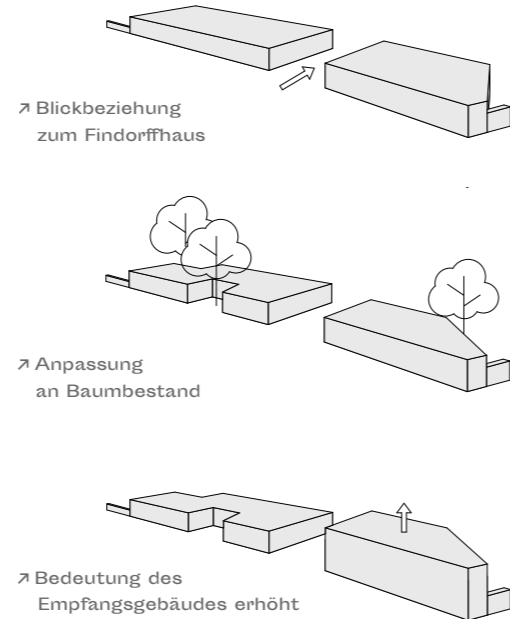 ↗ Blickbeziehung
zum Findorffhaus
↗ Anpassung
an Baumbestand
↗ Bedeutung des
Empfangsgebäudes erhöht